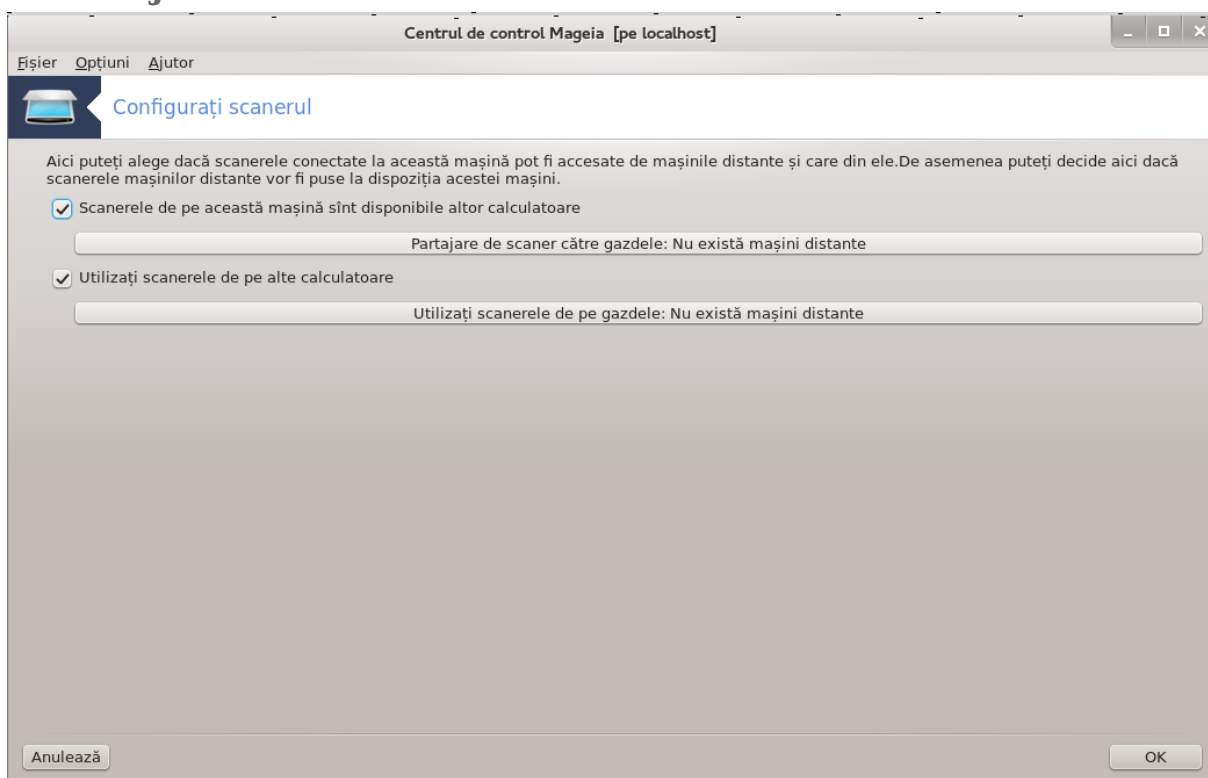 Centrul de control Mageia [pe localhost]
Fișier Opțiuni Ajutor
Configurați scanerul
Aici puteți alege dacă scanerele conectate la această mașină pot fi accesate de mașinile distante și care din ele.De asemenea puteți decide aici dacă
scanerele mașinilor distante vor fi puse la dispoziția acestei mașini.
Scanerele de pe această mașină sînt disponibile altor calculatoare
Partajare de scaner către gazdele: Nu există mașini distante
Utilizați scanerele de pe alte calculatoare
Utilizați scanerele de pe gazdele: Nu există mașini distante
Anulează OK